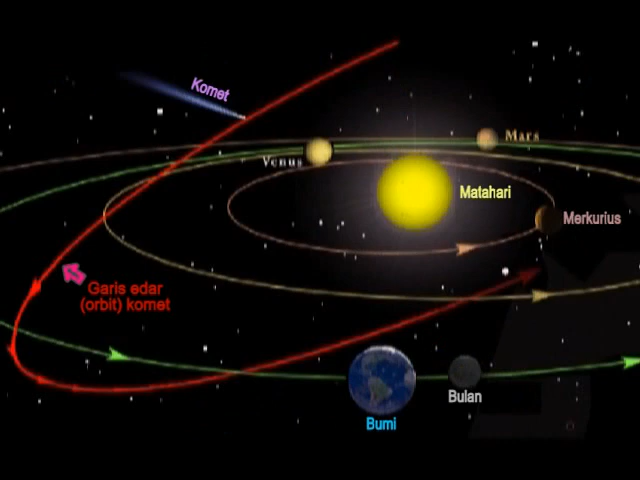 Komet
Mars
Venus
Matahari
Merkurius
Garis edar
(orbit) komet
Bulan
Bumi